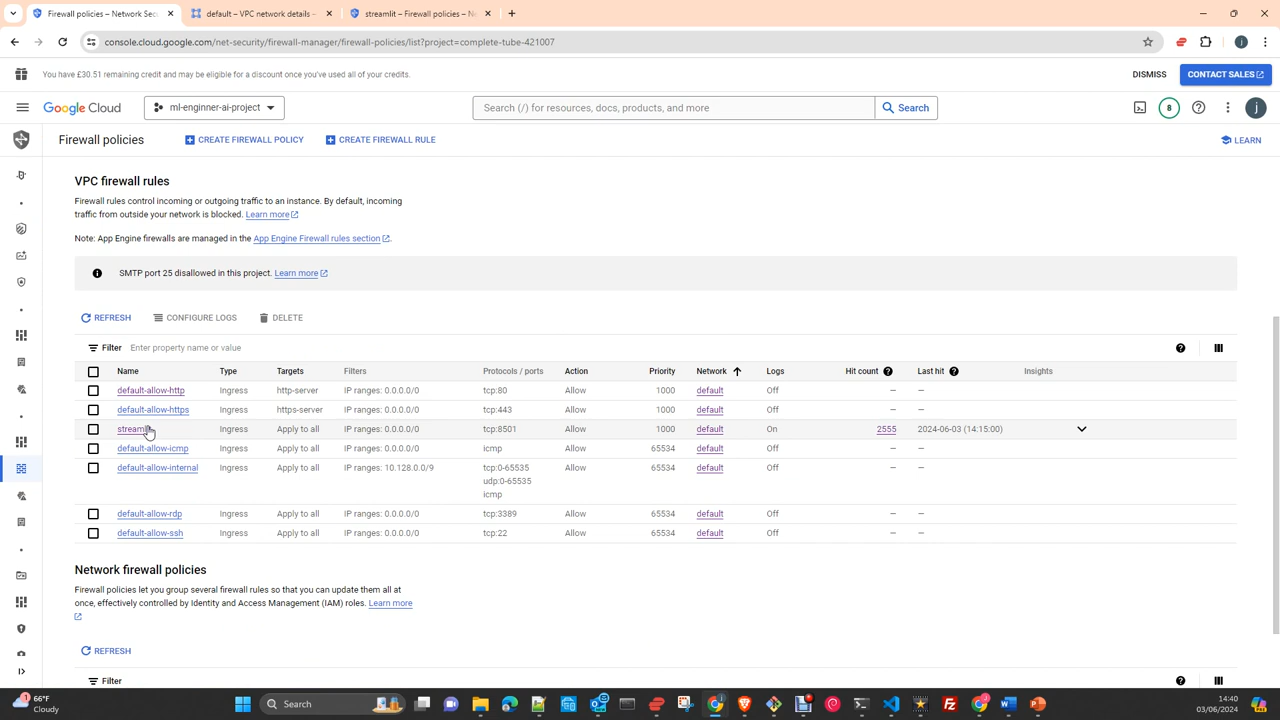 Firewall policies – Network Sec
default – VPC network details –
streamlit – Firewall policies – Ne
console.cloud.google.com/net-security/firewall-manager/firewall-policies/list?project=complete-tube-421007
j
You have £30.51 remaining credit and may be eligible for a discount once you've used all of your credits.
DISMISS
CONTACT SALES
Google Cloud
ml-enginner-ai-project
Search (/) for resources, docs, products, and more
Search
8
j
Firewall policies
CREATE FIREWALL POLICY
CREATE FIREWALL RULE
LEARN
VPC firewall rules
Firewall rules control incoming or outgoing traffic to an instance. By default, incoming
traffic from outside your network is blocked. Learn more
Note: App Engine firewalls are managed in the App Engine Firewall rules section.
SMTP port 25 disallowed in this project. Learn more
REFRESH CONFIGURE LOGS DELETE
Filter Enter property name or value
Name Type Targets Filters Protocols / ports Action Priority Network Logs Hit count Last hit Insights
default-allow-http Ingress http-server IP ranges: 0.0.0.0/0 tcp:80 Allow 1000 default Off — —
default-allow-https Ingress https-server IP ranges: 0.0.0.0/0 tcp:443 Allow 1000 default Off — —
streamlit Ingress Apply to all IP ranges: 0.0.0.0/0 tcp:8501 Allow 1000 default On 2555 2024-06-03 (14:15:00)
default-allow-icmp Ingress Apply to all IP ranges: 0.0.0.0/0 icmp Allow 65534 default Off — —
default-allow-internal Ingress Apply to all IP ranges: 10.128.0.0/9 tcp:0-65535 Allow 65534 default Off — —
udp:0-65535
icmp
default-allow-rdp Ingress Apply to all IP ranges: 0.0.0.0/0 tcp:3389 Allow 65534 default Off — —
default-allow-ssh Ingress Apply to all IP ranges: 0.0.0.0/0 tcp:22 Allow 65534 default Off — —
Network firewall policies
Firewall policies let you group several firewall rules so that you can update them all at
once, effectively controlled by Identity and Access Management (IAM) roles. Learn more
REFRESH
Filter
66°F
Cloudy
Search
14:40
03/06/2024